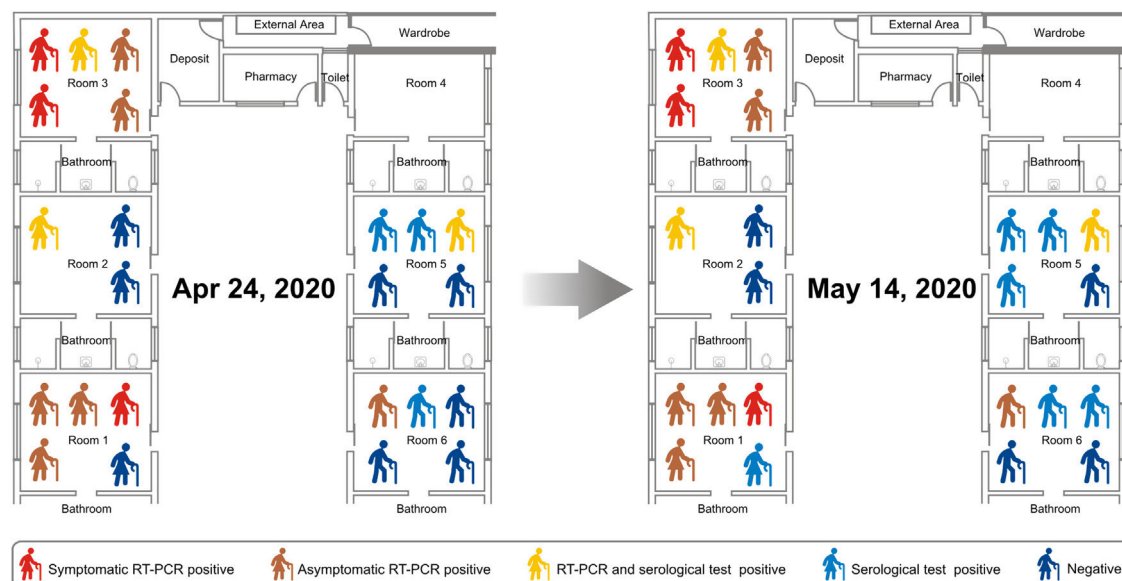 External Area
Wardrobe
Deposit
Pharmacy
Toilet
Room 3
Room 4
Bathroom
Bathroom
Room 2
Room 5
Apr 24, 2020
Bathroom
Bathroom
Room 1
Room 6
Bathroom
Bathroom
External Area
Wardrobe
Deposit
Pharmacy
Toilet
Room 3
Room 4
Bathroom
Bathroom
Room 2
Room 5
May 14, 2020
Bathroom
Bathroom
Room 1
Room 6
Bathroom
Bathroom
Symptomatic RT-PCR positive
Asymptomatic RT-PCR positive
RT-PCR and serological test positive
Serological test positive
Negative